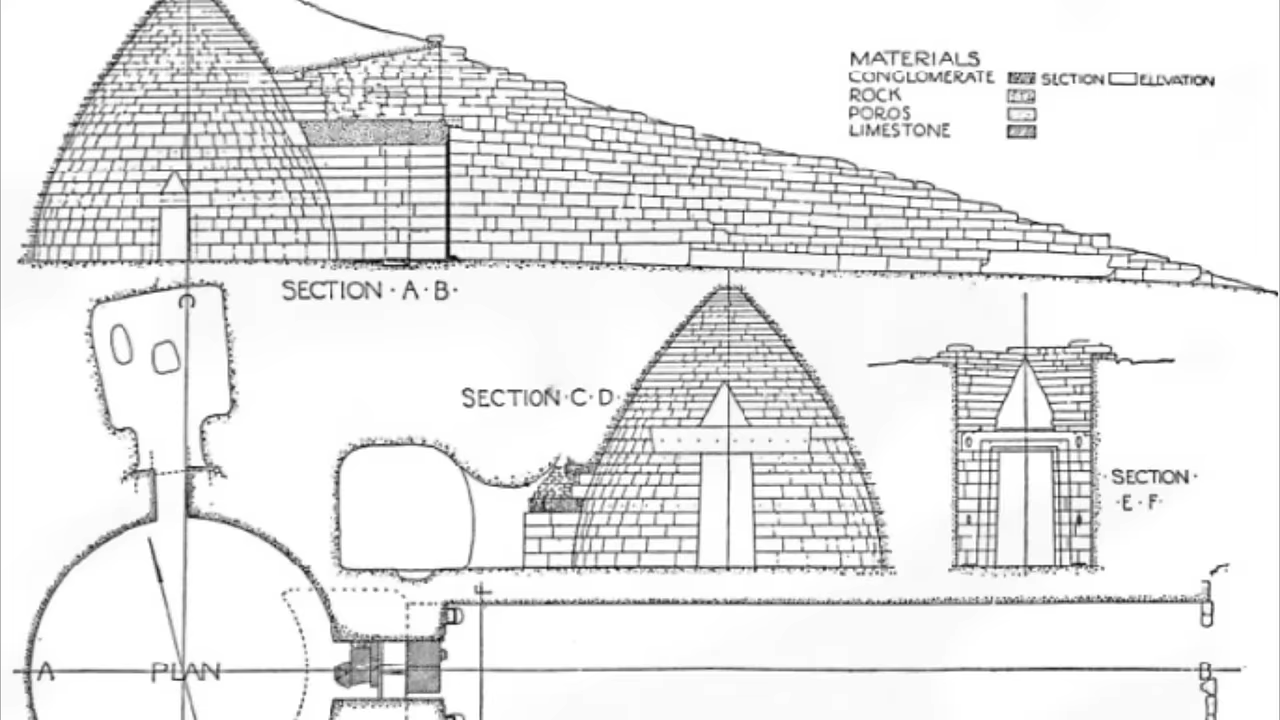 MATERIALS
CONGLOMERATE SECTION ELEVATION
ROCK
POROS
LIMESTONE
SECTION·A·B·
SECTION·C·D·
·SECTION·
·E·F·
F
A PLAN B